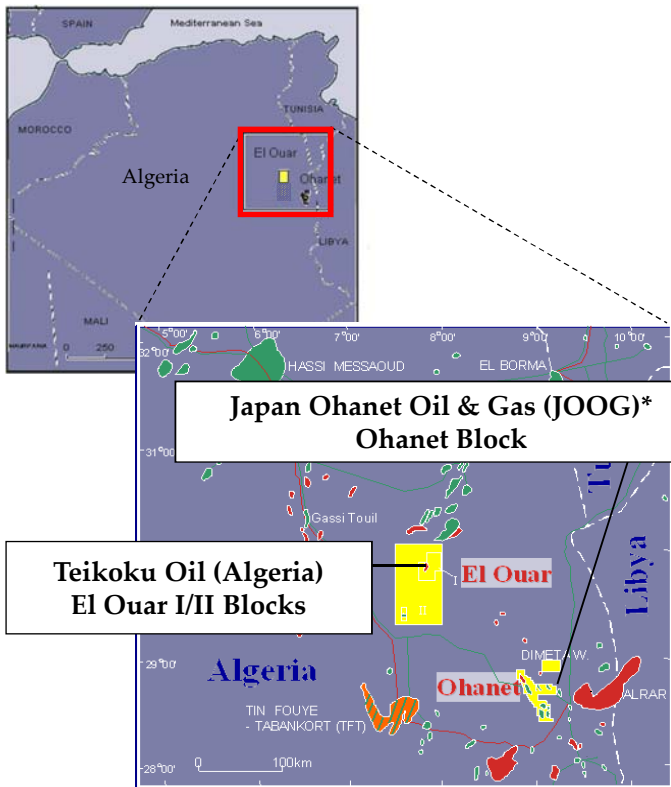 SPAIN
Mediterranean Sea
TUNISIA
MOROCCO
El Ouar
Algeria
Ohanet
LIBYA
MALI
0 250
5°00' 6°00' 7°00' 8°00' 9°00' 10°00'
32°00'
HASSI MESSAOUD
EL BORMA
Japan Ohanet Oil & Gas (JOOG)*
Ohanet Block
31°00'
Gassi Touil
Libya
Teikoku Oil (Algeria)
El Ouar I/II Blocks
El Ouar
I
II
DIMETA W.
29°00'
Algeria
Ohanet
ALRAR
TIN FOUYE
- TABANKORT (TFT)
28°00'
0 100km